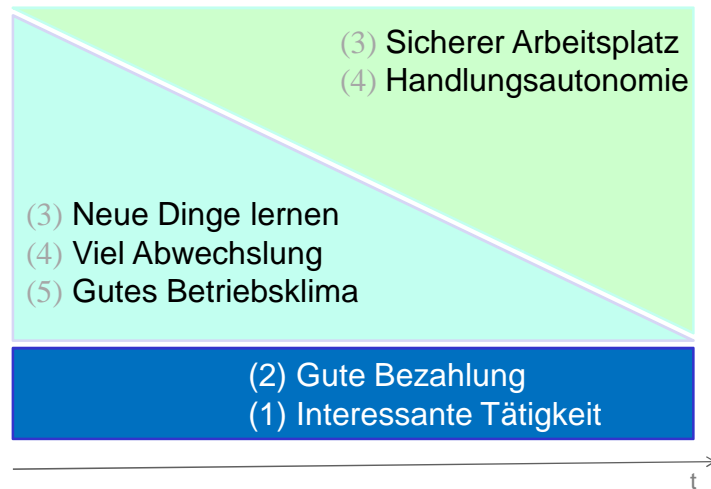 (3) Sicherer Arbeitsplatz
(4) Handlungsautonomie
(3) Neue Dinge lernen
(4) Viel Abwechslung
(5) Gutes Betriebsklima
(2) Gute Bezahlung
(1) Interessante Tätigkeit
t